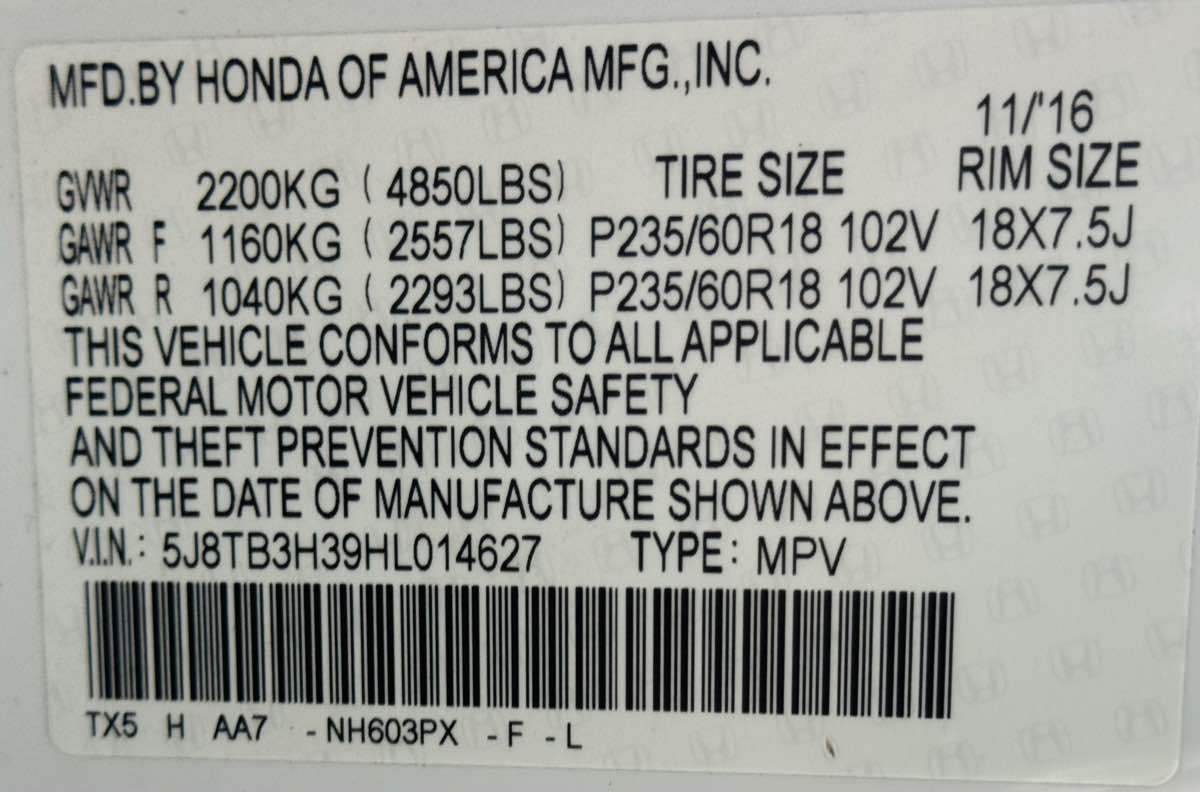 MFD.BY HONDA OF AMERICA MFG.,INC.
11/'16
GVWR 2200KG ( 4850LBS) TIRE SIZE RIM SIZE
GAWR F 1160KG ( 2557LBS) P235/60R18 102V 18X7.5J
GAWR R 1040KG ( 2293LBS) P235/60R18 102V 18X7.5J
THIS VEHICLE CONFORMS TO ALL APPLICABLE
FEDERAL MOTOR VEHICLE SAFETY
AND THEFT PREVENTION STANDARDS IN EFFECT
ON THE DATE OF MANUFACTURE SHOWN ABOVE.
V.I.N.: 5J8TB3H39HL014627 TYPE: MPV
TX5 H AA7 -NH603PX -F -L